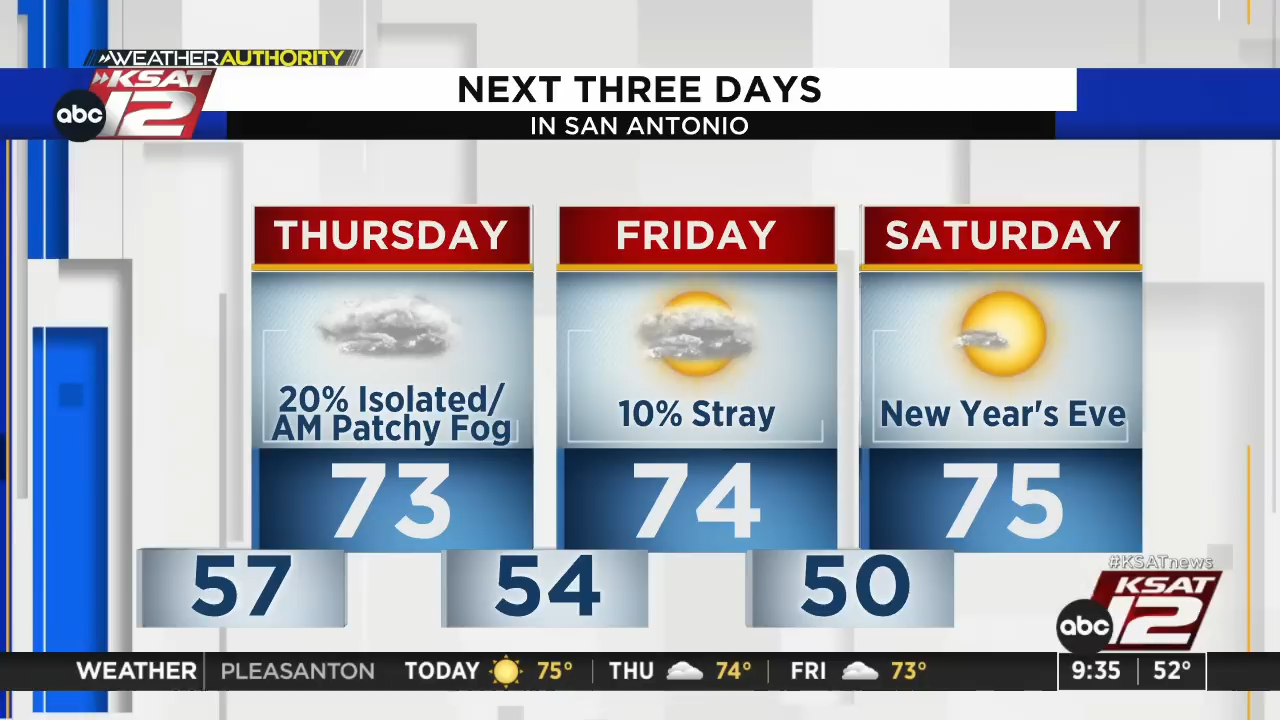 WEATHER AUTHORITY
KSAT
abc 12
NEXT THREE DAYS
IN SAN ANTONIO
THURSDAY
20% Isolated/
AM Patchy Fog
73
57
FRIDAY
10% Stray
74
54
SATURDAY
New Year's Eve
75
50
#KSATnews
KSAT
abc 12
WEATHER PLEASANTON TODAY 75° THU 74° FRI 73° 9:35 52°